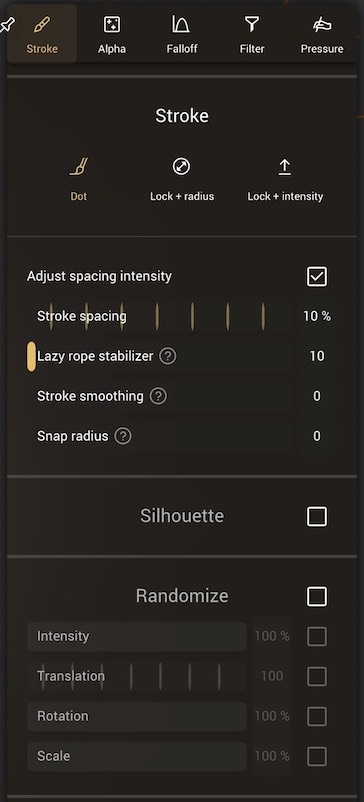 Stroke Alpha Falloff Filter Pressure
Stroke
Dot Lock + radius Lock + intensity
Adjust spacing intensity
Stroke spacing 10 %
Lazy rope stabilizer ? 10
Stroke smoothing ? 0
Snap radius ? 0
Silhouette
Randomize
Intensity 100 %
Translation 100
Rotation 100 %
Scale 100 %